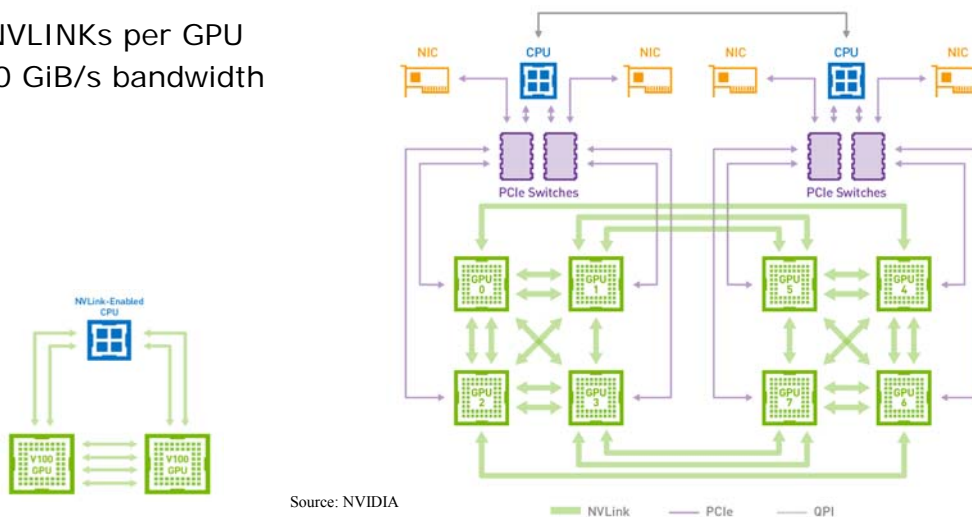 NVLINKs per GPU
0 GiB/s bandwidth
NIC
CPU
NIC
NIC
CPU
NIC
PCIe Switches
PCIe Switches
GPU 0
GPU 1
GPU 5
GPU 4
GPU 2
GPU 3
GPU 7
GPU 6
NVLink-Enabled
CPU
V100
GPU
V100
GPU
Source: NVIDIA
NVLink
PCIe
QPI